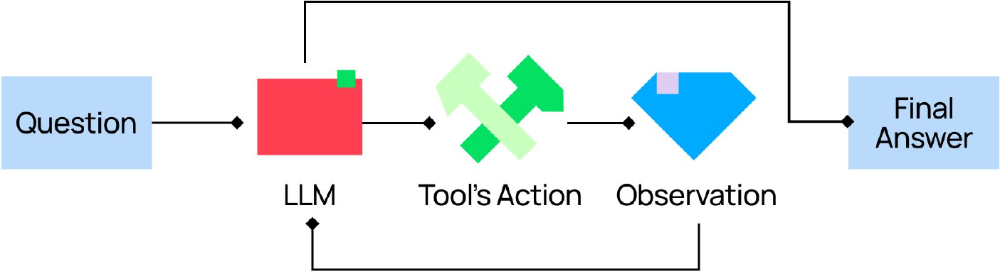 Question
LLM
Tool's Action
Observation
Final
Answer